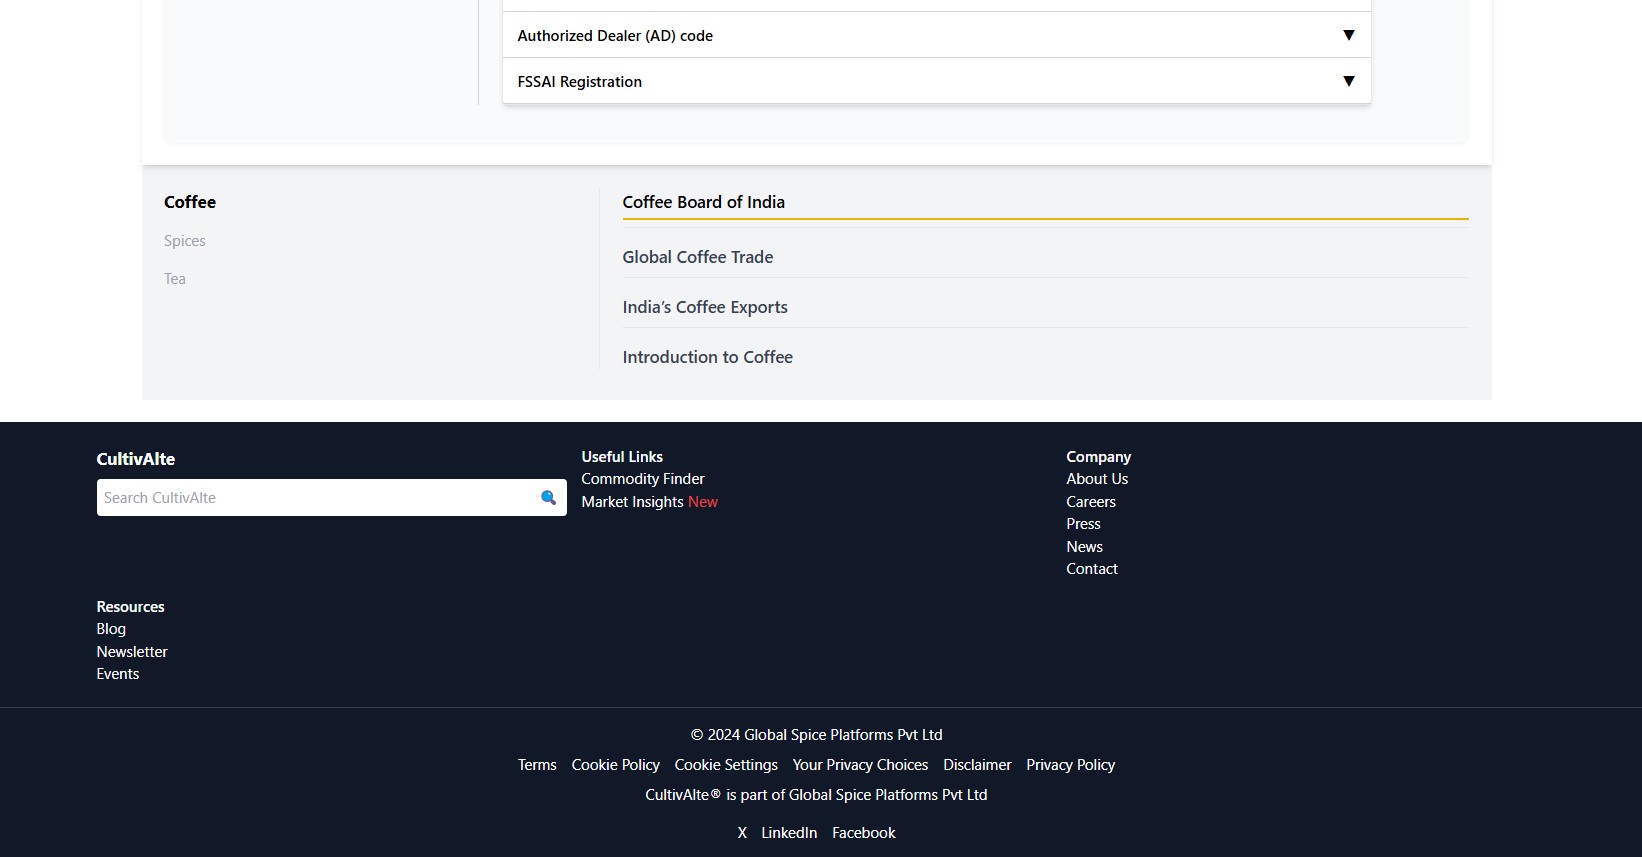 Authorized Dealer (AD) code ▼
FSSAI Registration ▼
Coffee
Spices
Tea
Coffee Board of India
Global Coffee Trade
India’s Coffee Exports
Introduction to Coffee
CultivAIte
Search CultivAIte
Useful Links
Commodity Finder
Market Insights New
Company
About Us
Careers
Press
News
Contact
Resources
Blog
Newsletter
Events
© 2024 Global Spice Platforms Pvt Ltd
Terms Cookie Policy Cookie Settings Your Privacy Choices Disclaimer Privacy Policy
CultivAIte® is part of Global Spice Platforms Pvt Ltd
X LinkedIn Facebook